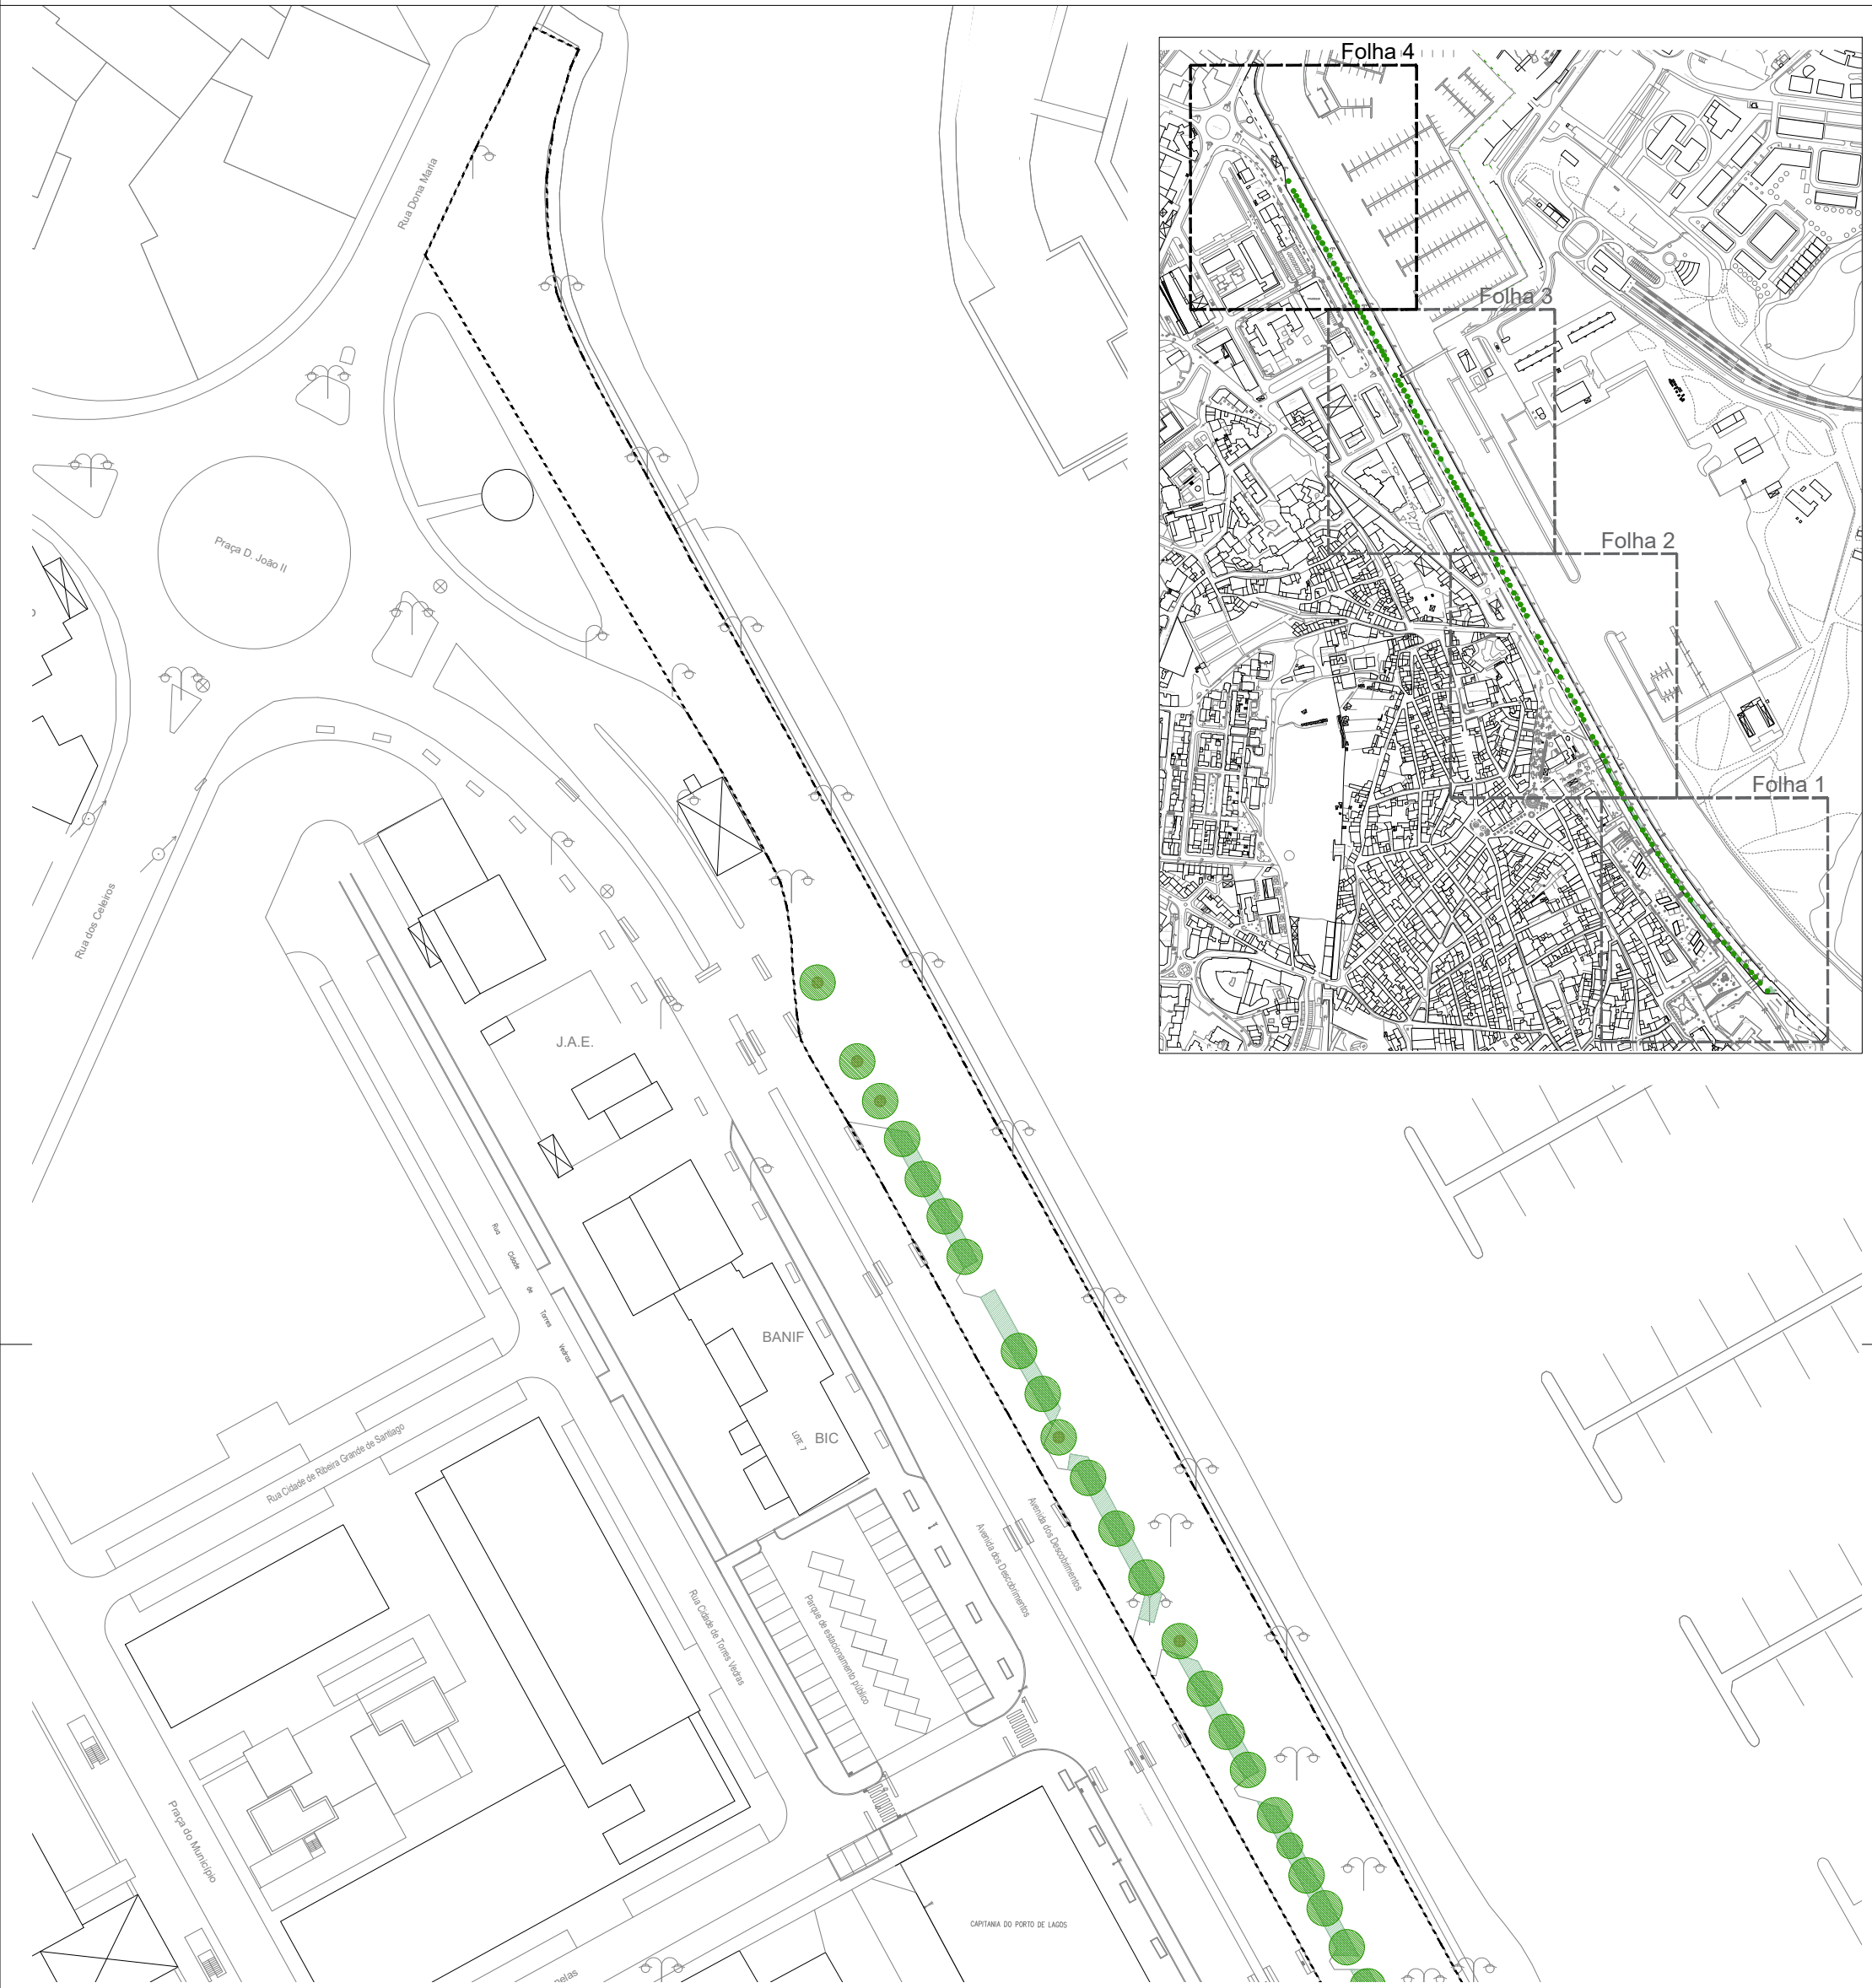 Folha 4
Folha 3
Folha 2
Folha 1
Rua Dona Maria
Praça D. João II
Rua dos Celeiros
J.A.E.
Rua Cidade de Torres Vedras
BANIF
LOTE 7
BIC
Rua Cidade de Ribeira Grande de Santiago
Avenida dos Descobrimentos
Avenida dos Descobrimentos
Parque de estacionamento público
Rua Cidade de Torres Vedras
Praça do Município
CAPITANIA DO PORTO DE LAGOS